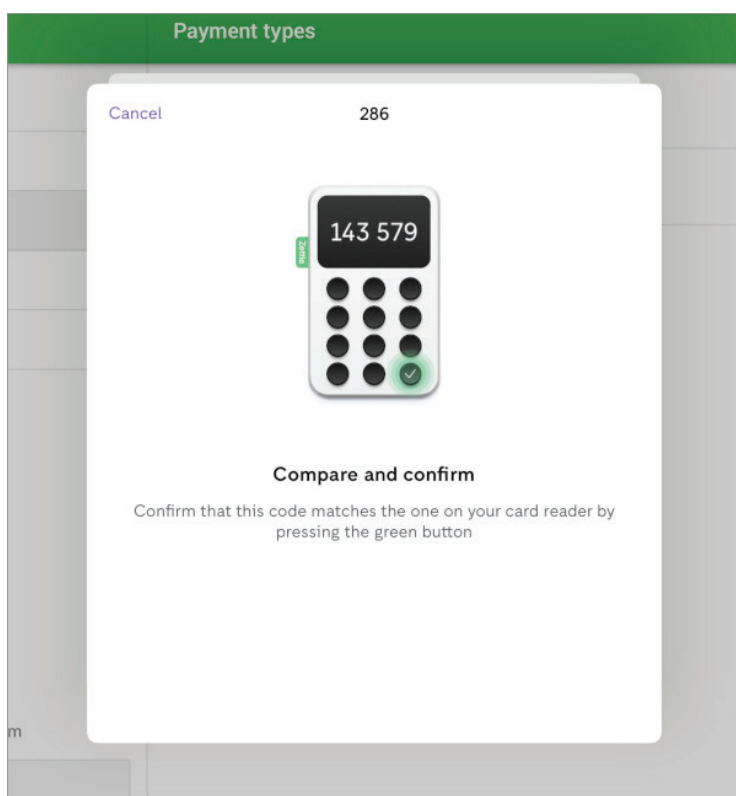 Payment types
Cancel
286
143 579
Zettle
Compare and confirm
Confirm that this code matches the one on your card reader by
pressing the green button
m